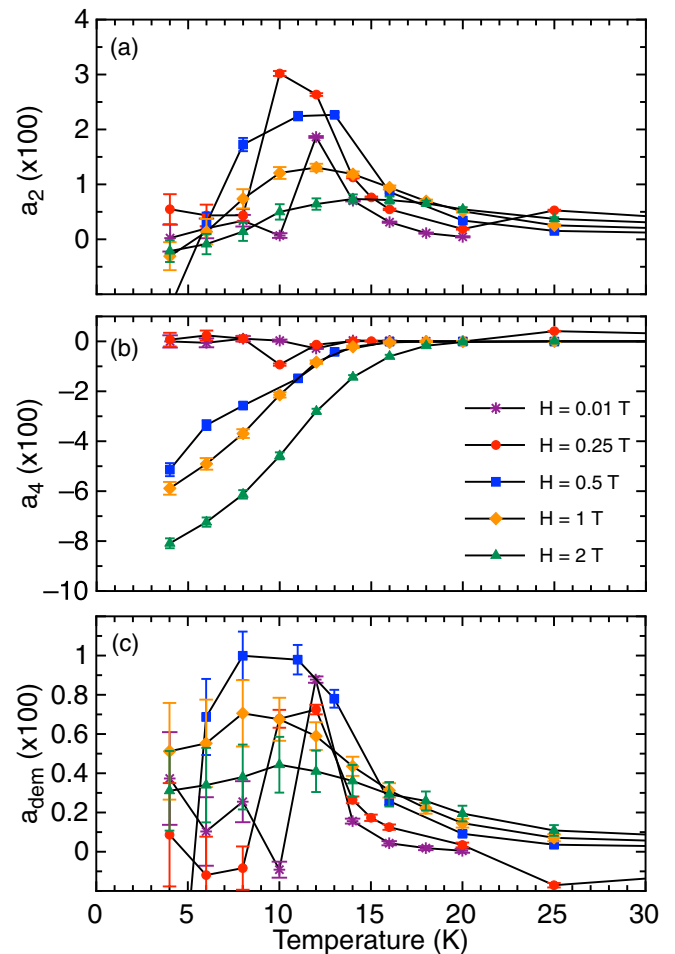 (a)
4
3
2
1
0
a2 (x100)
(b)
0
−2
−4
−6
−8
−10
a4 (x100)
H = 0.01 T
H = 0.25 T
H = 0.5 T
H = 1 T
H = 2 T
(c)
1
0.8
0.6
0.4
0.2
0
adem (x100)
0 5 10 15 20 25 30
Temperature (K)